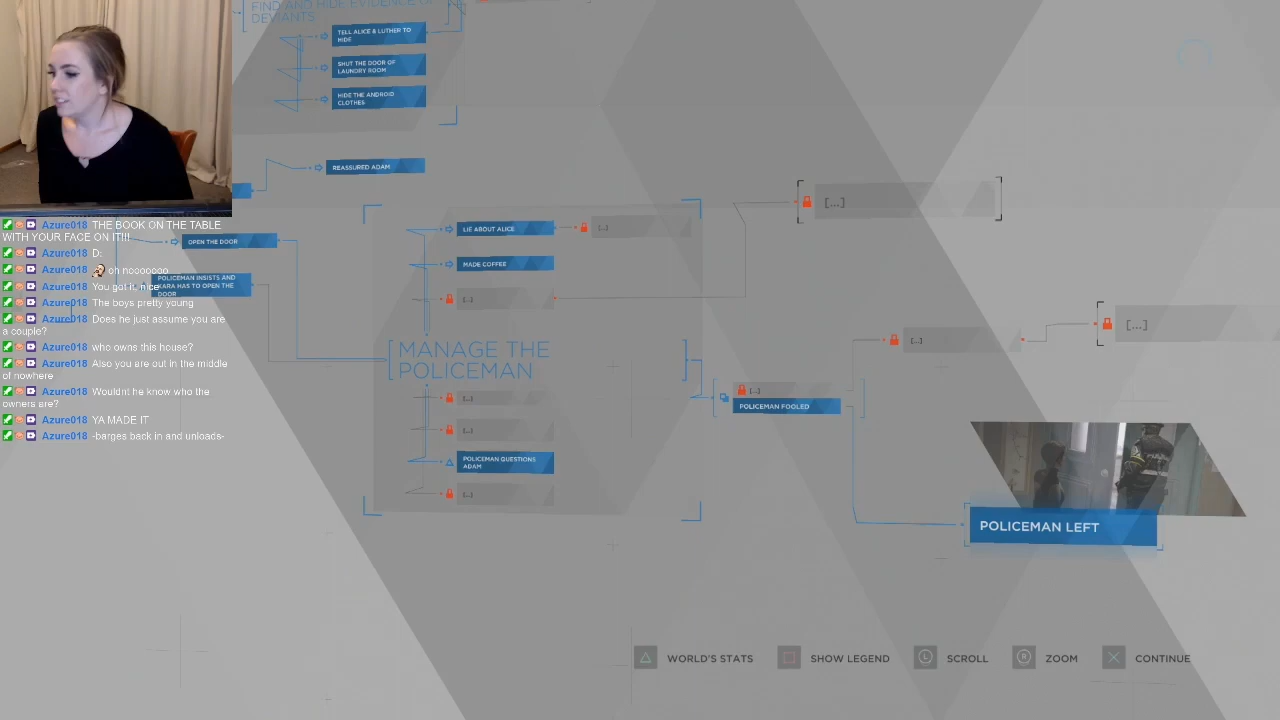 FIND AND HIDE EVIDENCE OF
DEVIANTS
TELL ALICE & LUTHER TO
HIDE
SHUT THE DOOR OF
LAUNDRY ROOM
HIDE THE ANDROID
CLOTHES
REASSURED ADAM
[...]
LIE ABOUT ALICE
[...]
OPEN THE DOOR
MADE COFFEE
POLICEMAN INSISTS AND
KARA HAS TO OPEN THE
DOOR
[...]
[...]
[...]
MANAGE THE
POLICEMAN
[...]
[...]
POLICEMAN FOOLED
[...]
POLICEMAN QUESTIONS
ADAM
[...]
POLICEMAN LEFT
WORLD'S STATS
SHOW LEGEND
L
SCROLL
R
ZOOM
CONTINUE
Azure018 THE BOOK ON THE TABLE
WITH YOUR FACE ON IT!!!
Azure018 D:
Azure018 oh nooooooo
Azure018 You got it, nice
Azure018 The boys pretty young
Azure018 Does he just assume you are
a couple?
Azure018 who owns this house?
Azure018 Also you are out in the middle
of nowhere
Azure018 Wouldnt he know who the
owners are?
Azure018 YA MADE IT
Azure018 -barges back in and unloads-